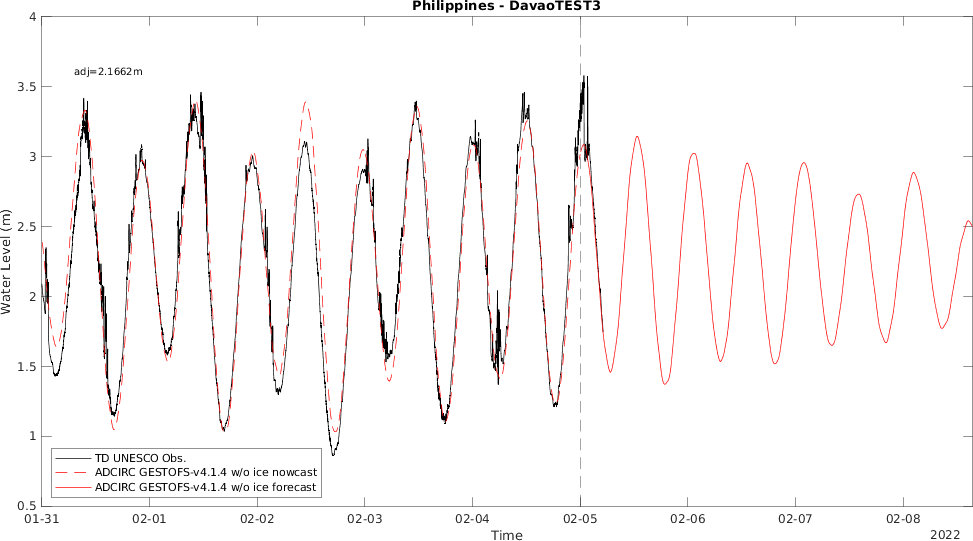 Philippines - DavaoTEST3
4
adj=2.1662m
3.5
3
2.5
Water Level (m)
2
1.5
1
TD UNESCO Obs.
ADCIRC GESTOFS-v4.1.4 w/o ice nowcast
ADCIRC GESTOFS-v4.1.4 w/o ice forecast
0.5
01-31 02-01 02-02 02-03 02-04 02-05 02-06 02-07 02-08
Time
2022